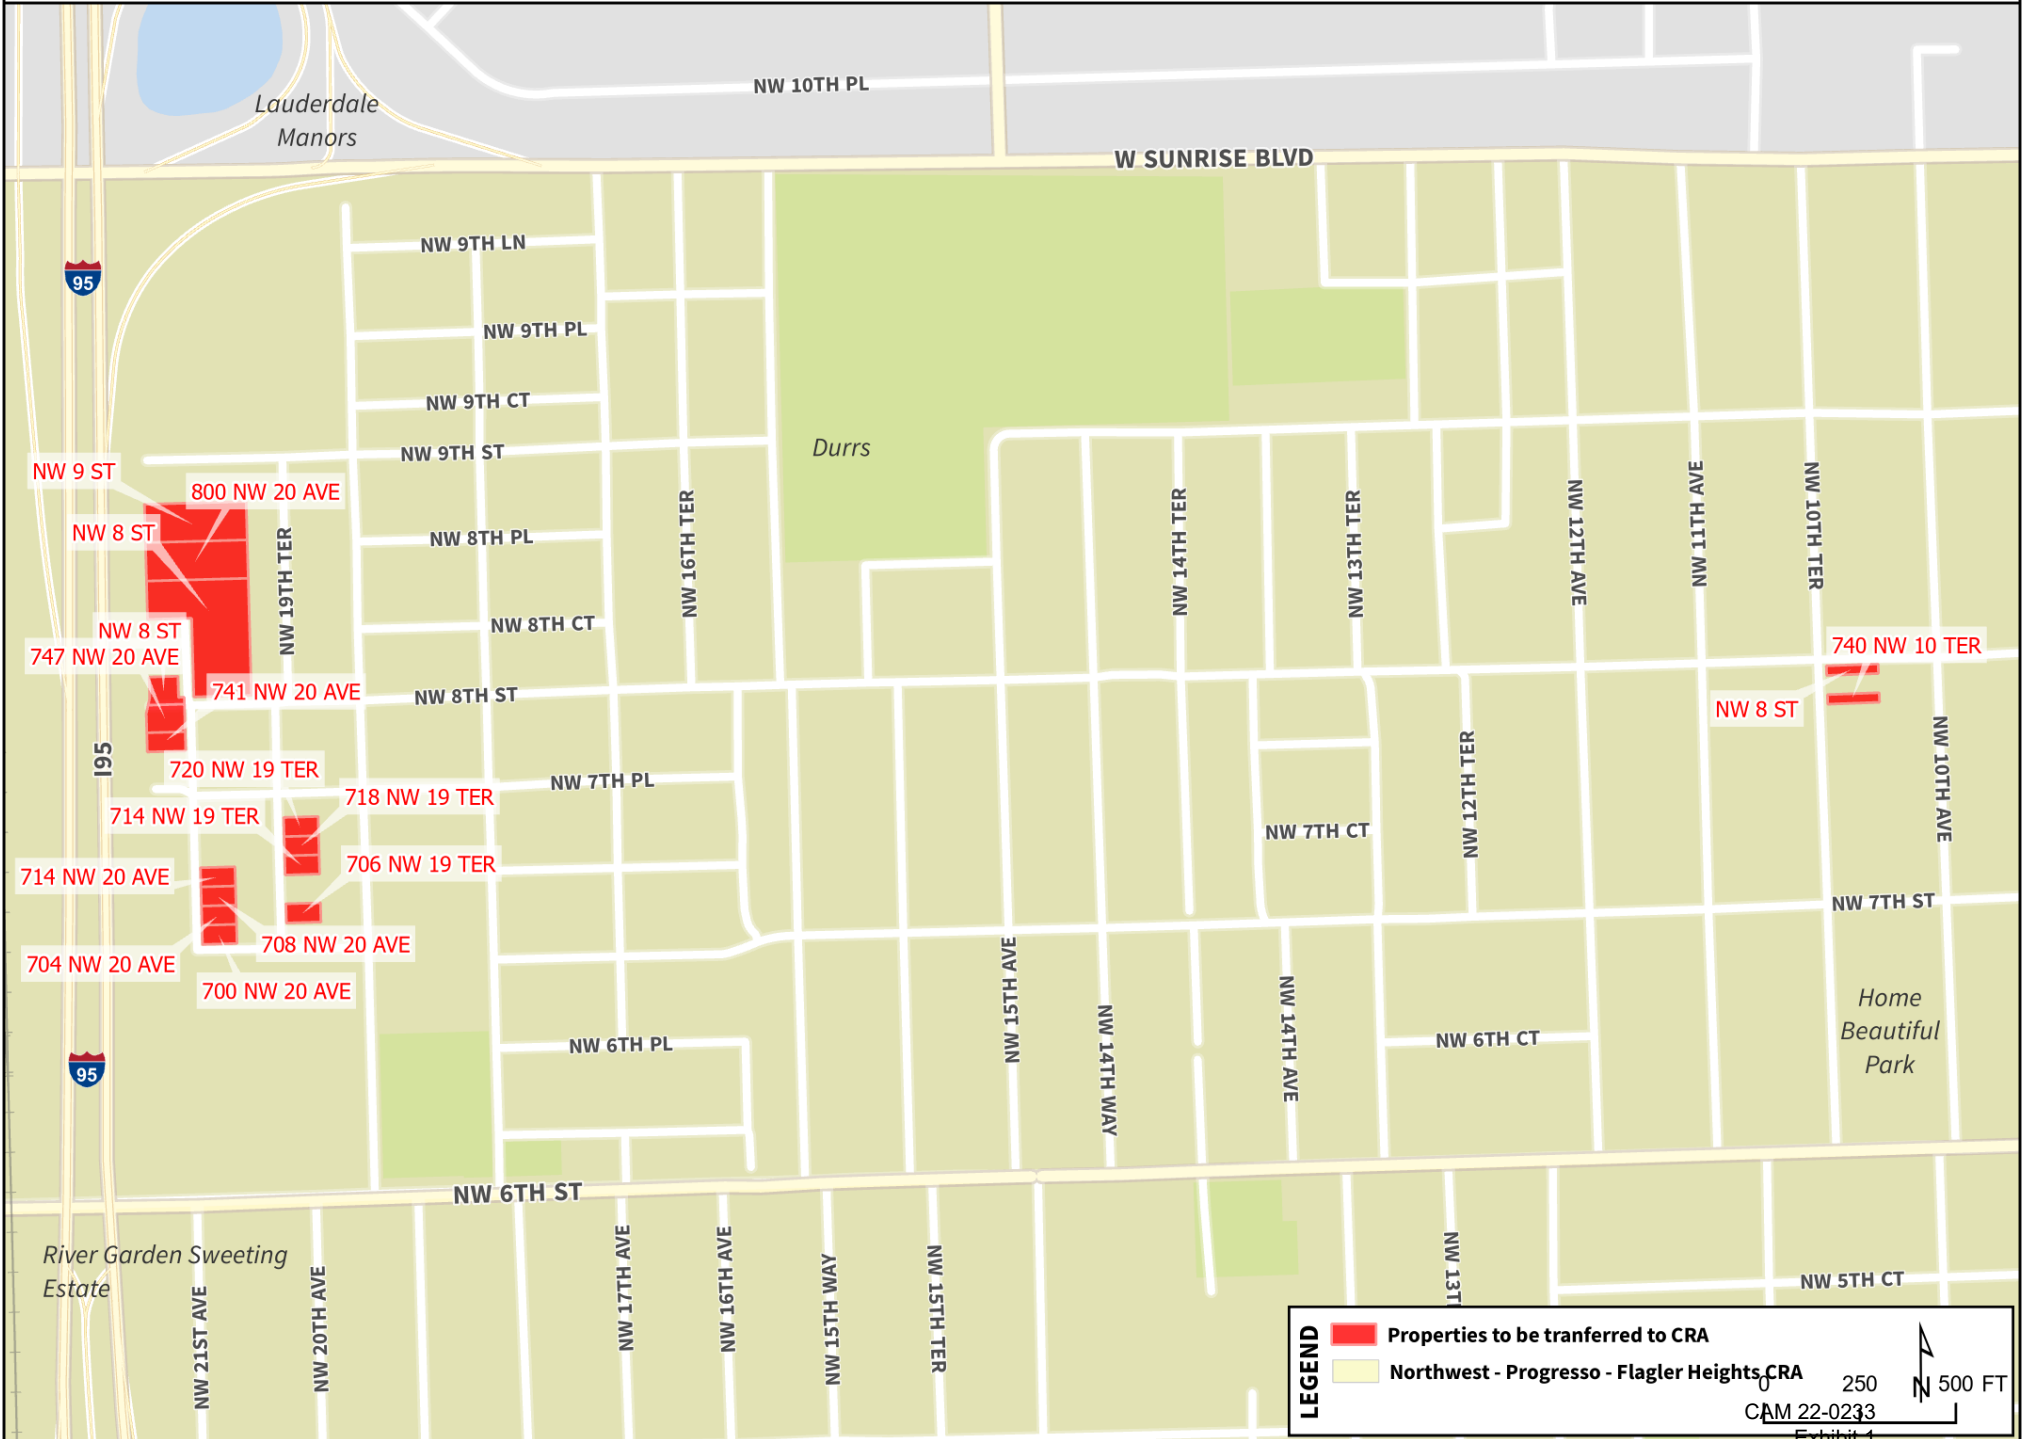 NW 10TH PL
Lauderdale
Manors
W SUNRISE BLVD
NW 9TH LN
95
NW 9TH PL
NW 9TH CT
Durrs
NW 9TH ST
NW 9 ST
800 NW 20 AVE
NW 8 ST
NW 8TH PL
NW 19TH TER
NW 16TH TER
NW 14TH TER
NW 13TH TER
NW 12TH AVE
NW 11TH AVE
NW 10TH TER
NW 8TH CT
NW 8 ST
747 NW 20 AVE
740 NW 10 TER
741 NW 20 AVE
NW 8TH ST
NW 8 ST
I95
720 NW 19 TER
NW 7TH PL
NW 12TH TER
NW 10TH AVE
718 NW 19 TER
714 NW 19 TER
NW 7TH CT
706 NW 19 TER
714 NW 20 AVE
NW 7TH ST
708 NW 20 AVE
704 NW 20 AVE
700 NW 20 AVE
NW 15TH AVE
NW 14TH WAY
NW 14TH AVE
Home
Beautiful
Park
NW 6TH PL
NW 6TH CT
95
NW 6TH ST
River Garden Sweeting
Estate
NW 21ST AVE
NW 20TH AVE
NW 17TH AVE
NW 16TH AVE
NW 15TH WAY
NW 15TH TER
NW 13T
NW 5TH CT
LEGEND
Properties to be tranferred to CRA
Northwest - Progresso - Flagler Heights CRA
N
0 250 500 FT
CAM 22-0233
Exhibit 1